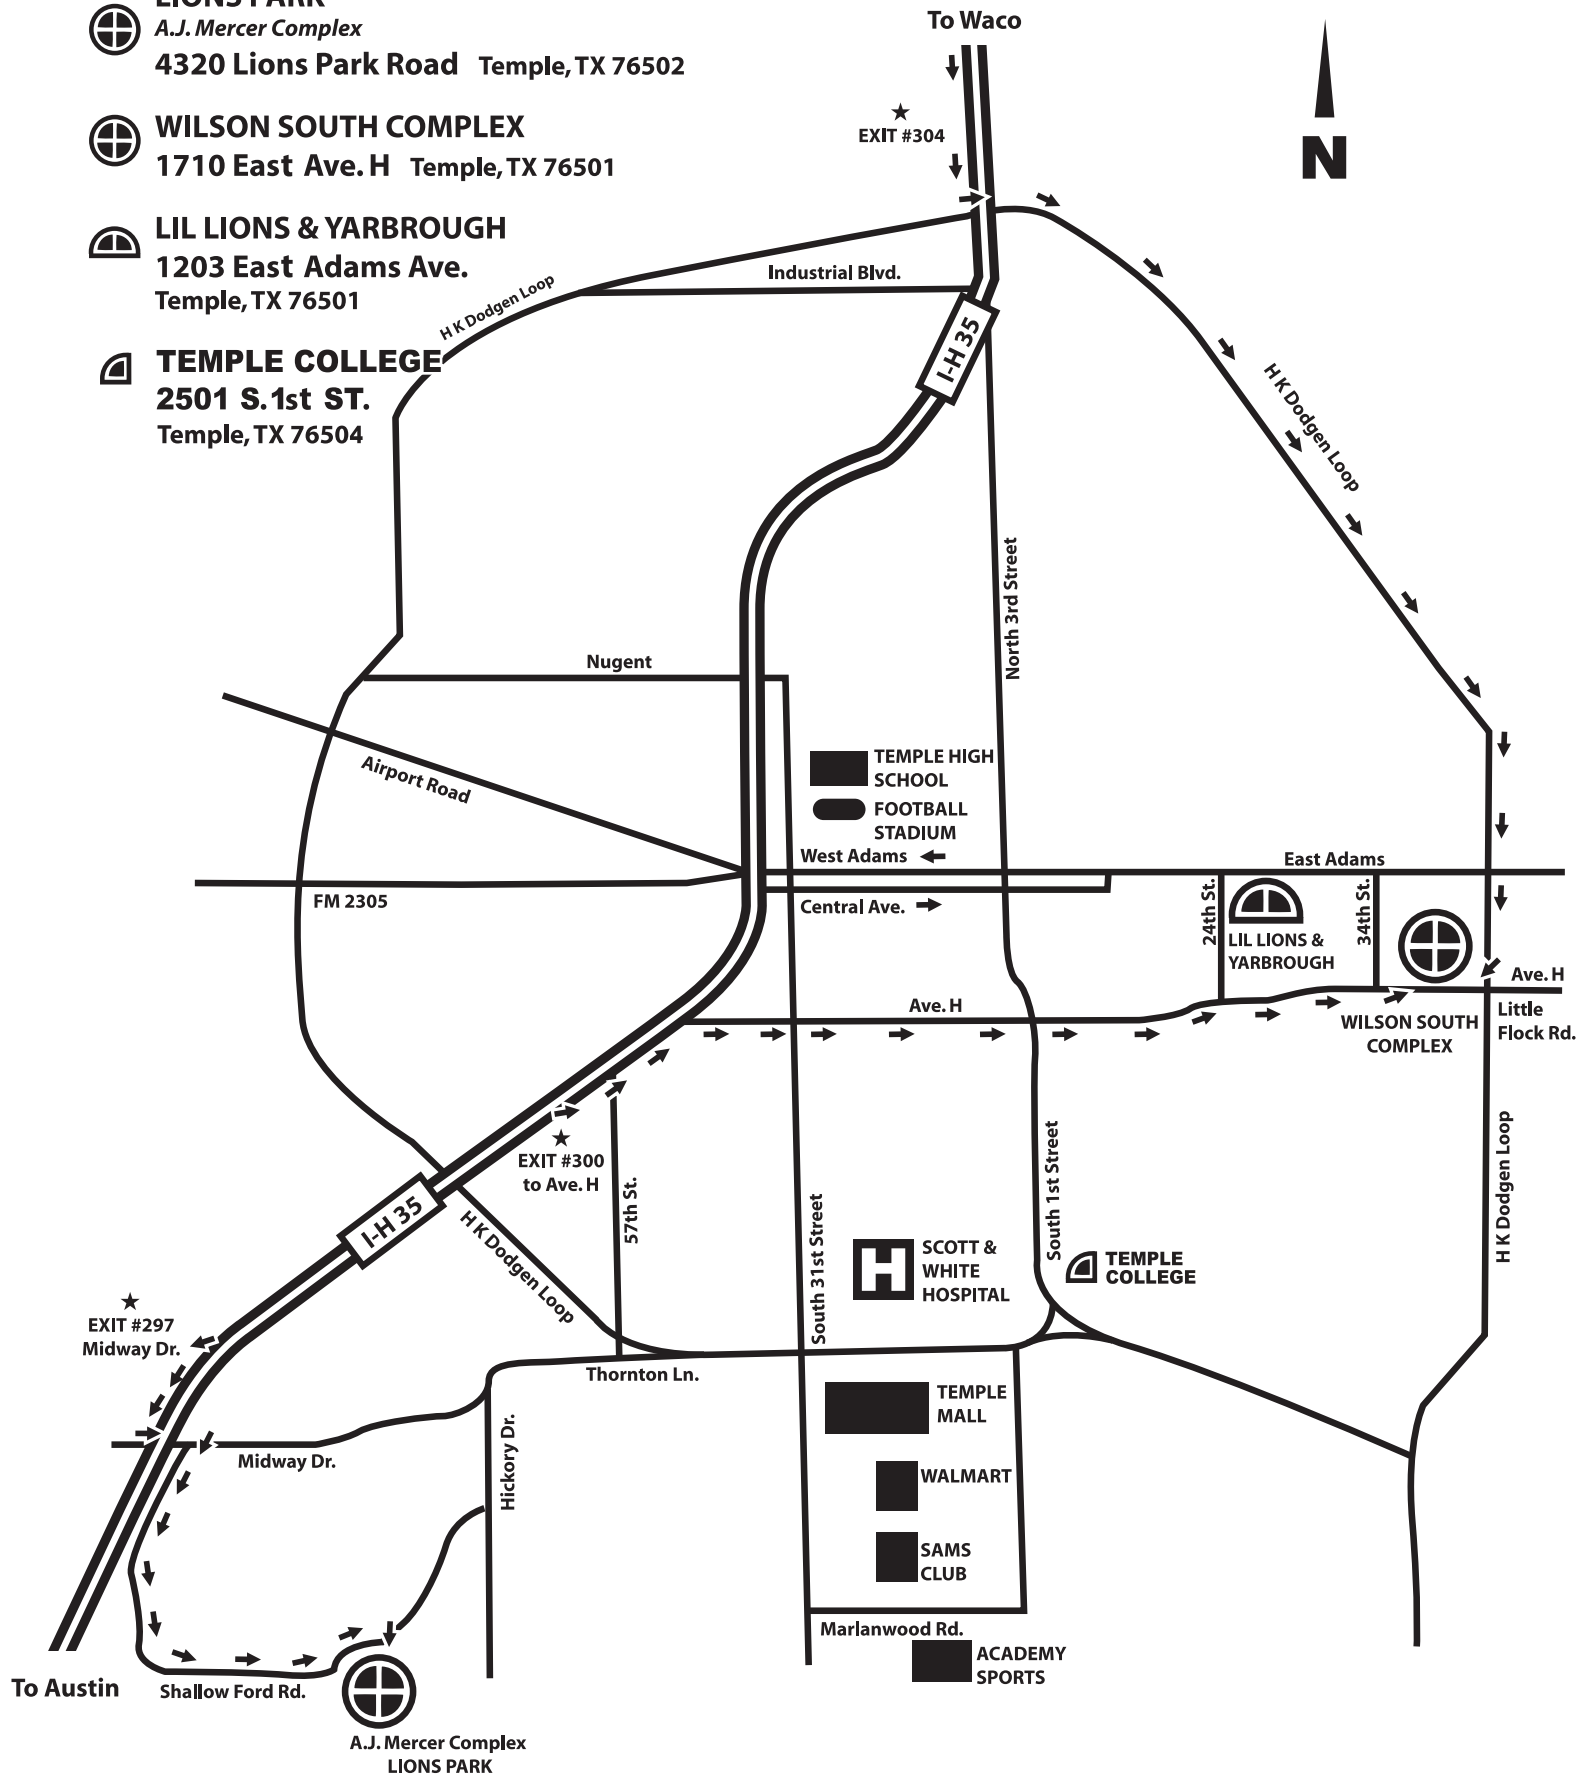 LIONS PARK
A.J. Mercer Complex
4320 Lions Park Road Temple, TX 76502
WILSON SOUTH COMPLEX
1710 East Ave. H Temple, TX 76501
LIL LIONS & YARBROUGH
1203 East Adams Ave.
Temple, TX 76501
TEMPLE COLLEGE
2501 S. 1st ST.
Temple, TX 76504
To Waco
EXIT #304
N
Industrial Blvd.
H K Dodgen Loop
I-H 35
H K Dodgen Loop
North 3rd Street
Nugent
Airport Road
TEMPLE HIGH
SCHOOL
FOOTBALL
STADIUM
West Adams
East Adams
FM 2305
Central Ave.
24th St.
LIL LIONS &
YARBROUGH
34th St.
Ave. H
Ave. H
Little
Flock Rd.
WILSON SOUTH
COMPLEX
EXIT #300
to Ave. H
57th St.
South 31st Street
South 1st Street
H K Dodgen Loop
I-H 35
H K Dodgen Loop
SCOTT &
WHITE
HOSPITAL
H
TEMPLE
COLLEGE
EXIT #297
Midway Dr.
Thornton Ln.
TEMPLE
MALL
Midway Dr.
Hickory Dr.
WALMART
SAMS
CLUB
Marlanwood Rd.
ACADEMY
SPORTS
To Austin
Shallow Ford Rd.
A.J. Mercer Complex
LIONS PARK